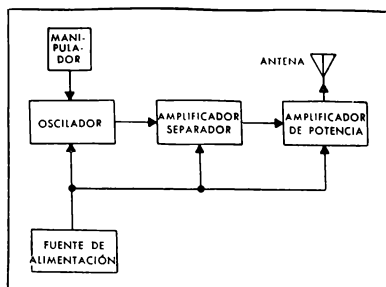 MANI-
PULA-
DOR
ANTENA
OSCILADOR
AMPLIFICADOR
SEPARADOR
AMPLIFICADOR
DE POTENCIA
FUENTE DE
ALIMENTACIÓN